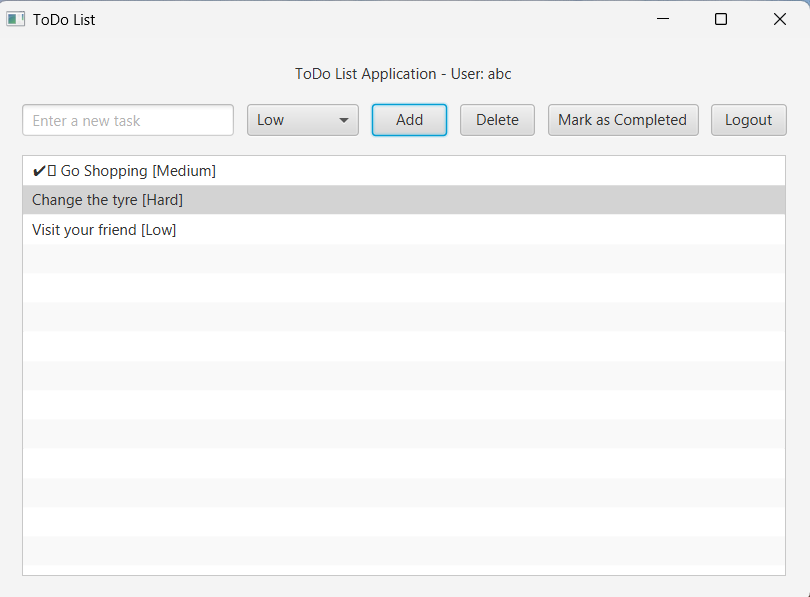 ToDo List
ToDo List Application - User: abc
Enter a new task Low Add Delete Mark as Completed Logout
✔▯ Go Shopping [Medium]
Change the tyre [Hard]
Visit your friend [Low]